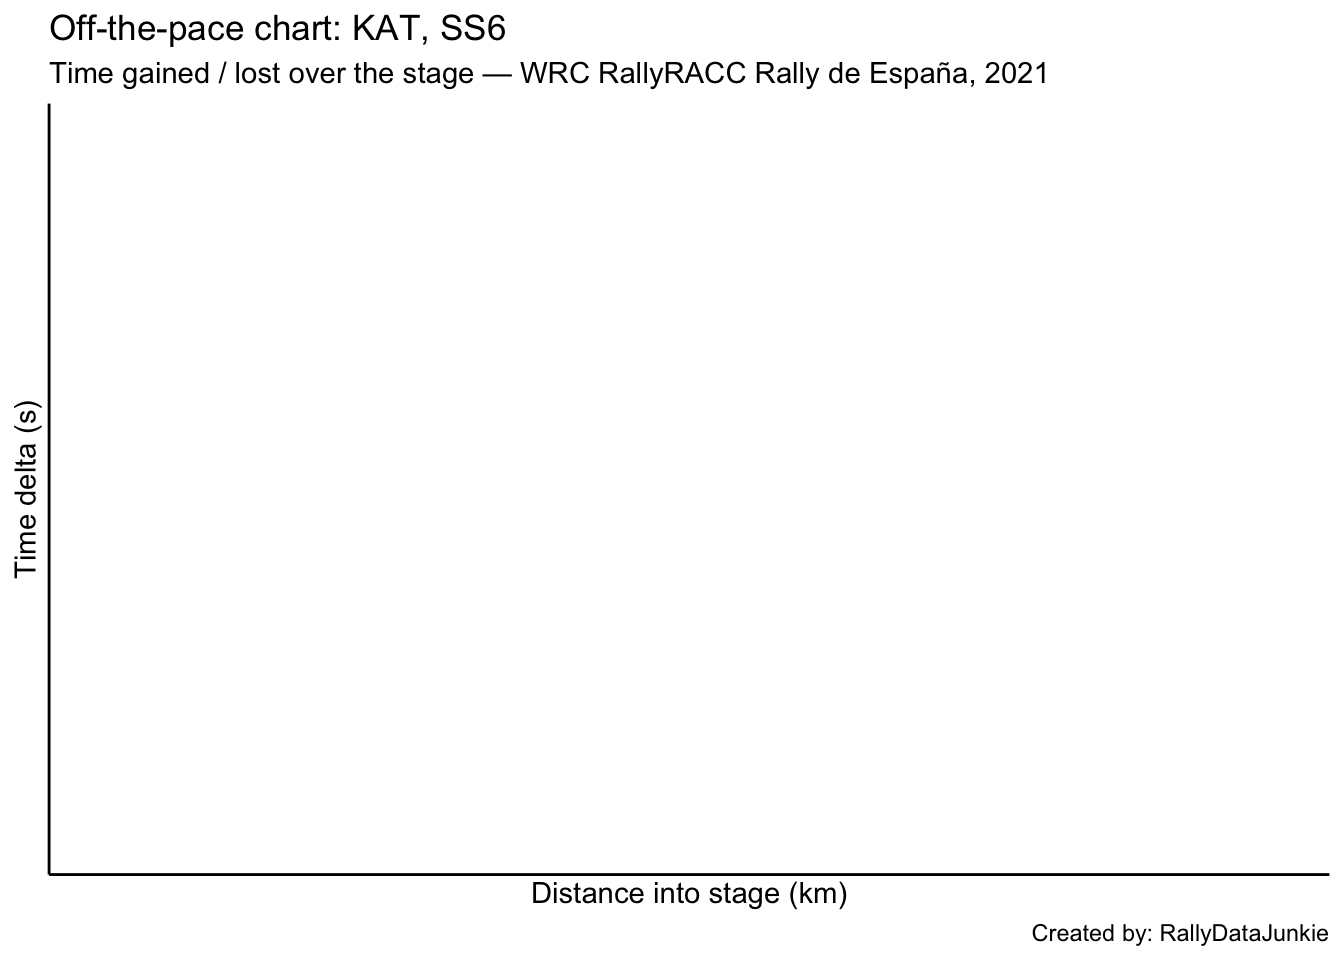 Off-the-pace chart: KAT, SS6
Time gained / lost over the stage — WRC RallyRACC Rally de España, 2021
Time delta (s)
Distance into stage (km)
Created by: RallyDataJunkie